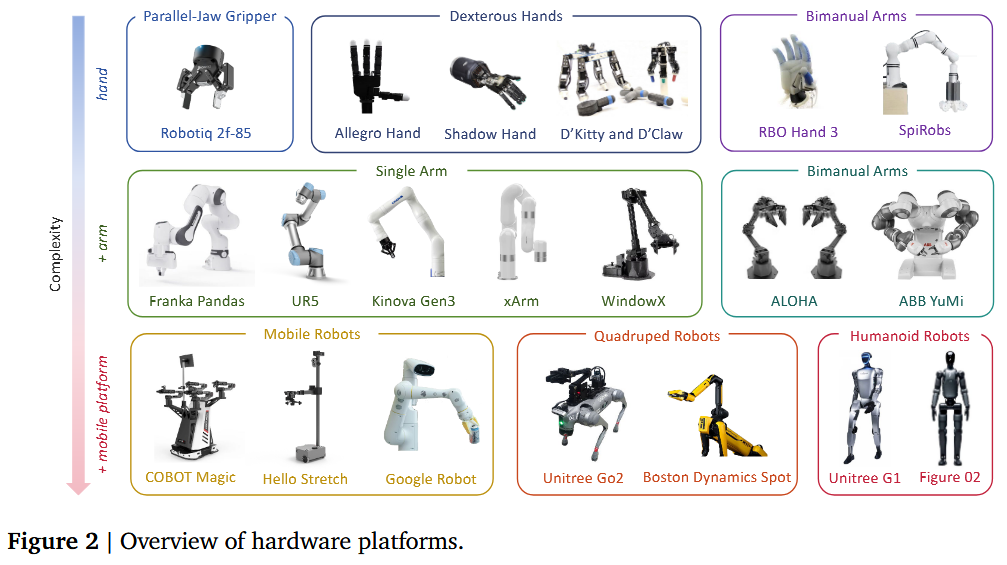 Parallel-Jaw Gripper
Dexterous Hands
Bimanual Arms
hand
Robotiq 2f-85
Allegro Hand
Shadow Hand
D'Kitty and D'Claw
RBO Hand 3
SpiRobs
Complexity
Single Arm
Bimanual Arms
+ arm
ABB
Franka Pandas
UR5
Kinova Gen3
xArm
WindowX
ALOHA
ABB YuMi
Mobile Robots
Quadruped Robots
Humanoid Robots
+ mobile platform
COBOT Magic
Hello Stretch
Google Robot
Unitree Go2
Boston Dynamics Spot
Unitree G1
Figure 02
Figure 2 | Overview of hardware platforms.